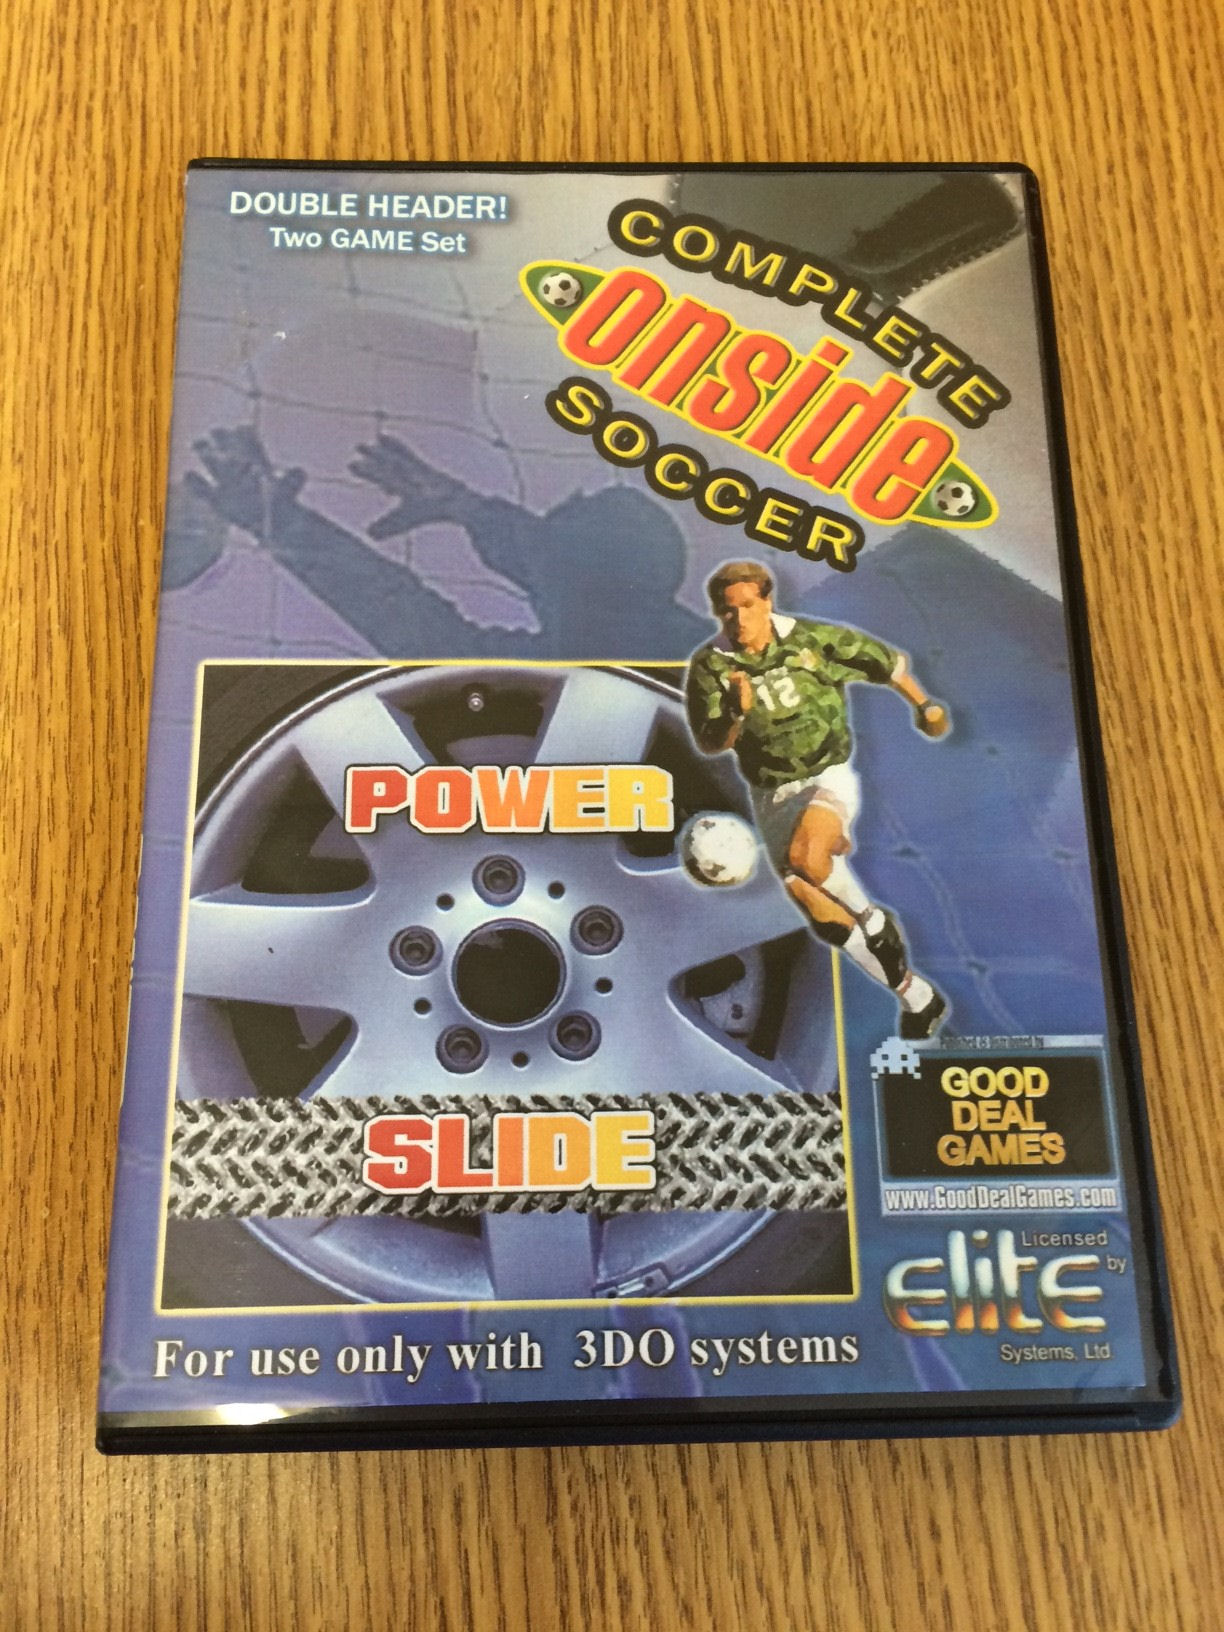 DOUBLE HEADER!
Two GAME Set
COMPLETE
onside
SOCCER
12
POWER
SLIDE
GOOD
DEAL
GAMES
www.GoodDealGames.com
Licensed
by
elite
Systems, Ltd.
For use only with 3DO systems